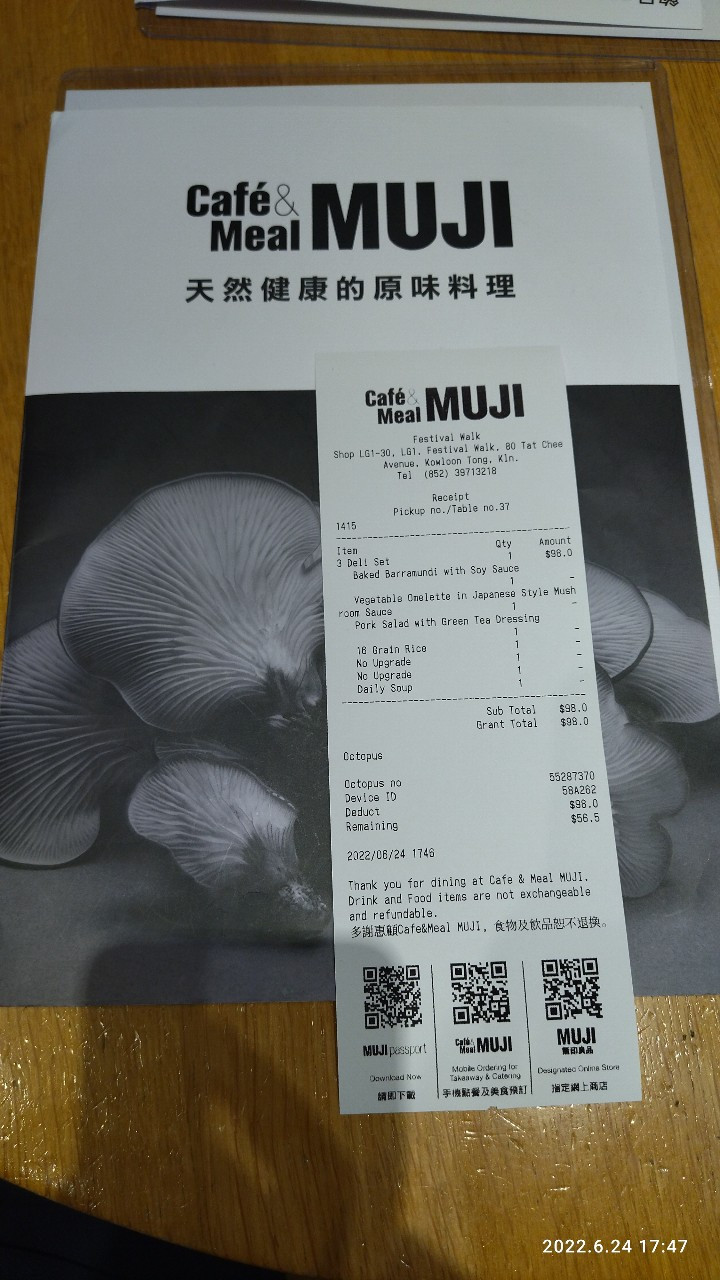 Café&
Meal MUJI
天然健康的原味料理
Café&
Meal MUJI
Festival Walk
Shop LG1-30, LG1, Festival Walk, 80 Tat Chee
Avenue, Kowloon Tong, Kln.
Tel (852) 39713218
Receipt
Pickup no./Table no.37
1415
Item Qty Amount
3 Deli Set 1 $98.0
Baked Barramundi with Soy Sauce
1 -
Vegetable Omelette in Japanese Style Mush
room Sauce 1 -
Pork Salad with Green Tea Dressing
1 -
16 Grain Rice 1 -
No Upgrade 1 -
No Upgrade 1 -
Daily Soup 1 -
Sub Total $98.0
Grant Total $98.0
Octopus
Octopus no 55287370
Device ID 58A262
Deduct $98.0
Remaining $56.5
2022/06/24 1746
Thank you for dining at Cafe & Meal MUJI.
Drink and Food items are not exchangeable
and refundable.
多謝惠顧Cafe&Meal MUJI, 食物及飲品恕不退換。
MUJI passport
Download Now
請即下載
Café&
Meal MUJI
Mobile Ordering for
Takeaway & Catering
手機點餐及美食預訂
MUJI
無印良品
Designated Online Store
指定網上商店
2022.6.24 17:47